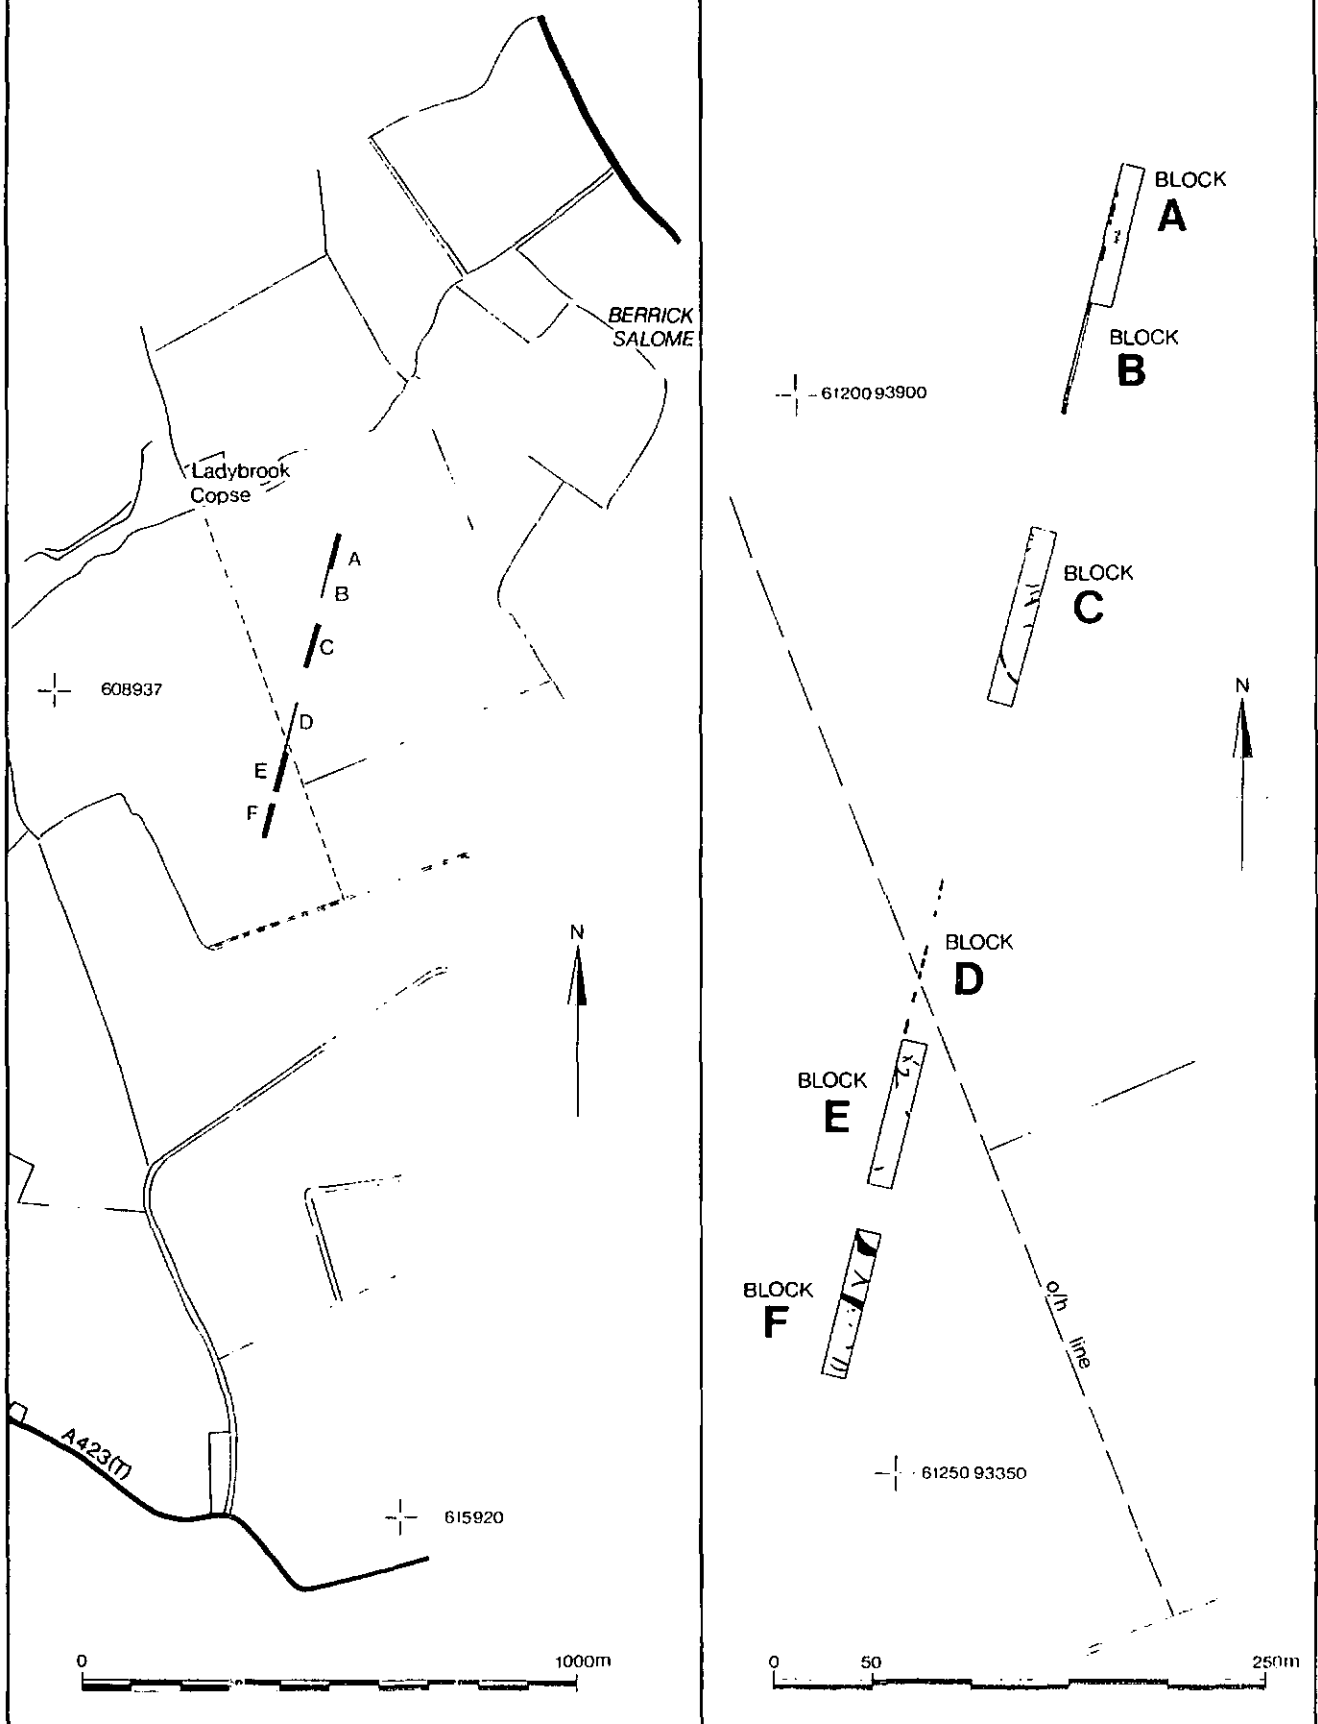 BERRICK
SALOME
Ladybrook
Copse
A
B
C
608937
D
E
F
N
A423(T)
615920
0 1000m
BLOCK
A
BLOCK
B
61200 93900
BLOCK
C
N
BLOCK
D
BLOCK
E
BLOCK
F
o/h line
61250 93350
0 50 250m